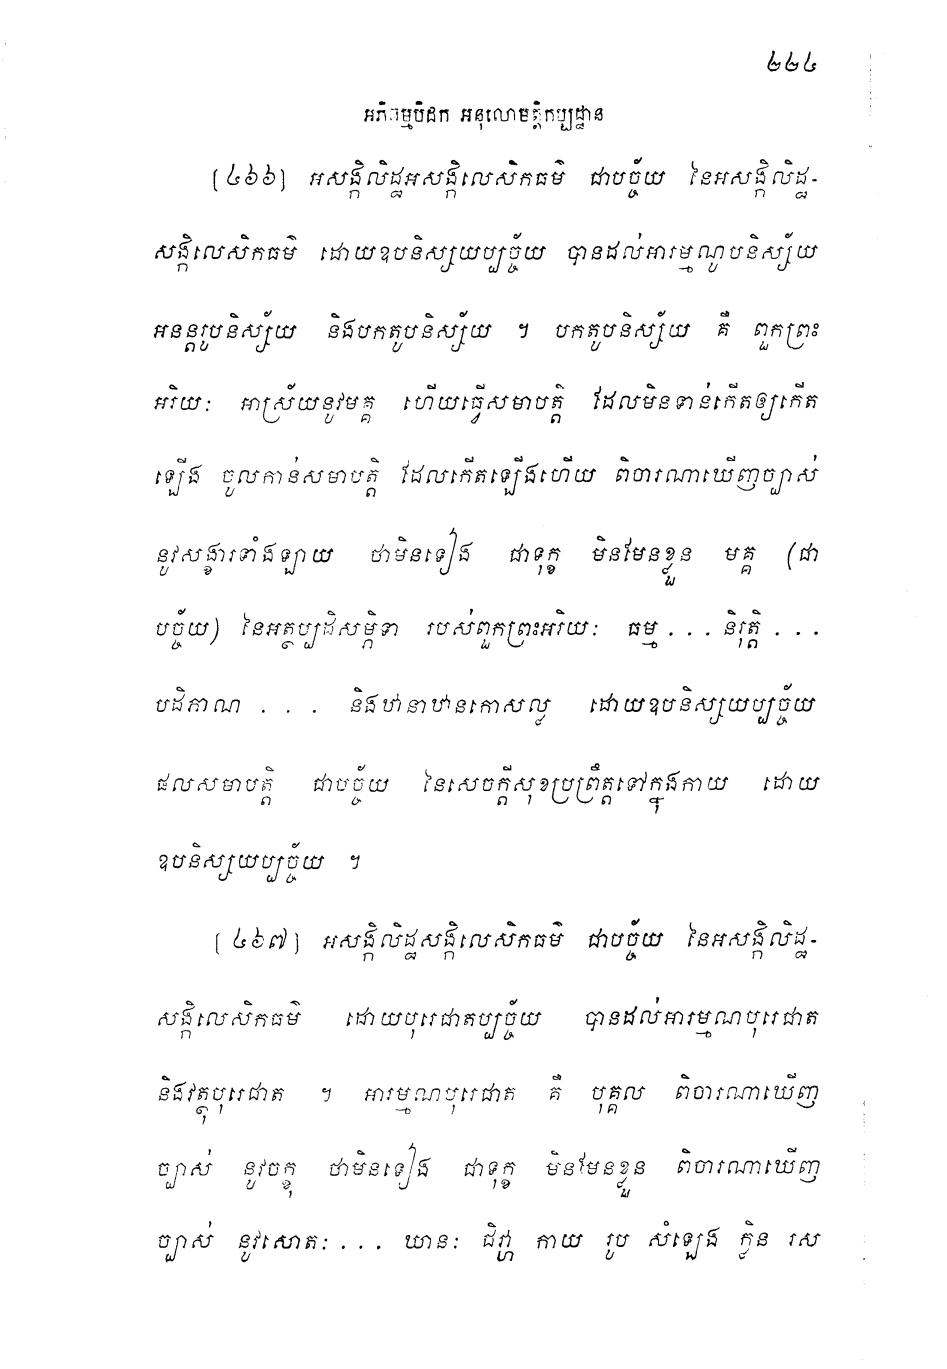 ២២៤
អភិធម្មបិដក អនុលោមត្តិកប្បដ្ឋាន
[៤៦៦] អសង្កិលិដ្ឋអសង្កិលេសិកធម៌ ជាបច្ច័យ នៃអសង្កិលិដ្ឋ-
សង្កិលេសិកធម៌ ដោយឧបនិស្សយប្បច្ច័យ បានដល់អារម្មណូបនិស្ស័យ
អនន្តរូបនិស្ស័យ និងបកតូបនិស្ស័យ ។ បកតូបនិស្ស័យ គឺ ពួកព្រះ
អរិយៈ អាស្រ័យនូវមគ្គ ហើយធ្វើសមាបត្តិ ដែលមិនទាន់កើតឲ្យកើត
ឡើង ចូលកាន់សមាបត្តិ ដែលកើតឡើងហើយ ពិចារណាឃើញច្បាស់
នូវសង្ខារទាំងឡាយ ថាមិនទៀង ជាទុក្ខ មិនមែនខ្លួន មគ្គ (ជា
បច្ច័យ) នៃអត្ថប្បដិសម្ភិទា របស់ពួកព្រះអរិយៈ ធម្ម ... និរុត្តិ ...
បដិភាណ ... និងឋានាឋានកោសល្ល ដោយឧបនិស្សយប្បច្ច័យ
ផលសមាបត្តិ ជាបច្ច័យ នៃសេចក្តីសុខប្រព្រឹត្តទៅក្នុងកាយ ដោយ
ឧបនិស្សយប្បច្ច័យ ។
[៤៦៧] អសង្កិលិដ្ឋសង្កិលេសិកធម៌ ជាបច្ច័យ នៃអសង្កិលិដ្ឋ-
សង្កិលេសិកធម៌ ដោយបុរេជាតប្បច្ច័យ បានដល់អារម្មណបុរេជាត
និងវត្ថុបុរេជាត ។ អារម្មណបុរេជាត គឺ បុគ្គល ពិចារណាឃើញ
ច្បាស់ នូវចក្ខុ ថាមិនទៀង ជាទុក្ខ មិនមែនខ្លួន ពិចារណាឃើញ
ច្បាស់ នូវសោតៈ ... ឃានៈ ជិវ្ហា កាយ រូប សំឡេង ក្លិន រស